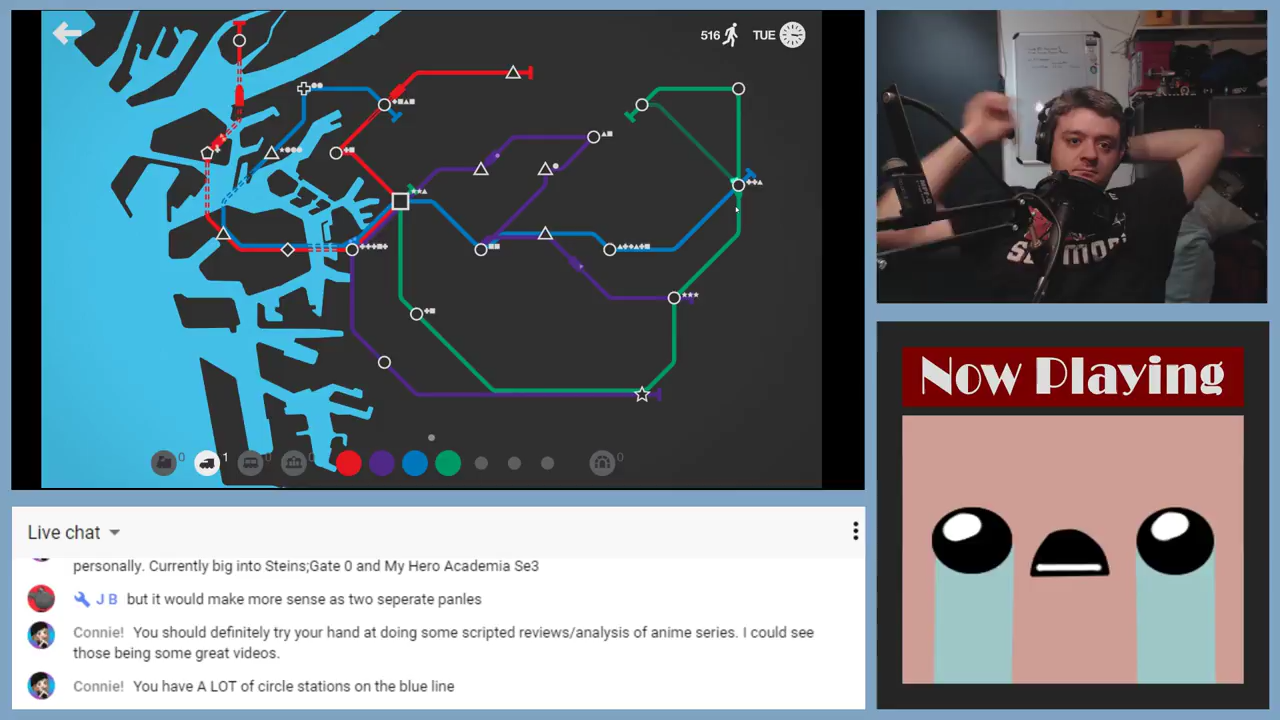 516
TUE
0
1
0
0
0
Live chat
personally. Currently big into Steins;Gate 0 and My Hero Academia Se3
J B but it would make more sense as two seperate panles
Connie! You should definitely try your hand at doing some scripted reviews/analysis of anime series. I could see
those being some great videos.
Connie! You have A LOT of circle stations on the blue line
Now Playing